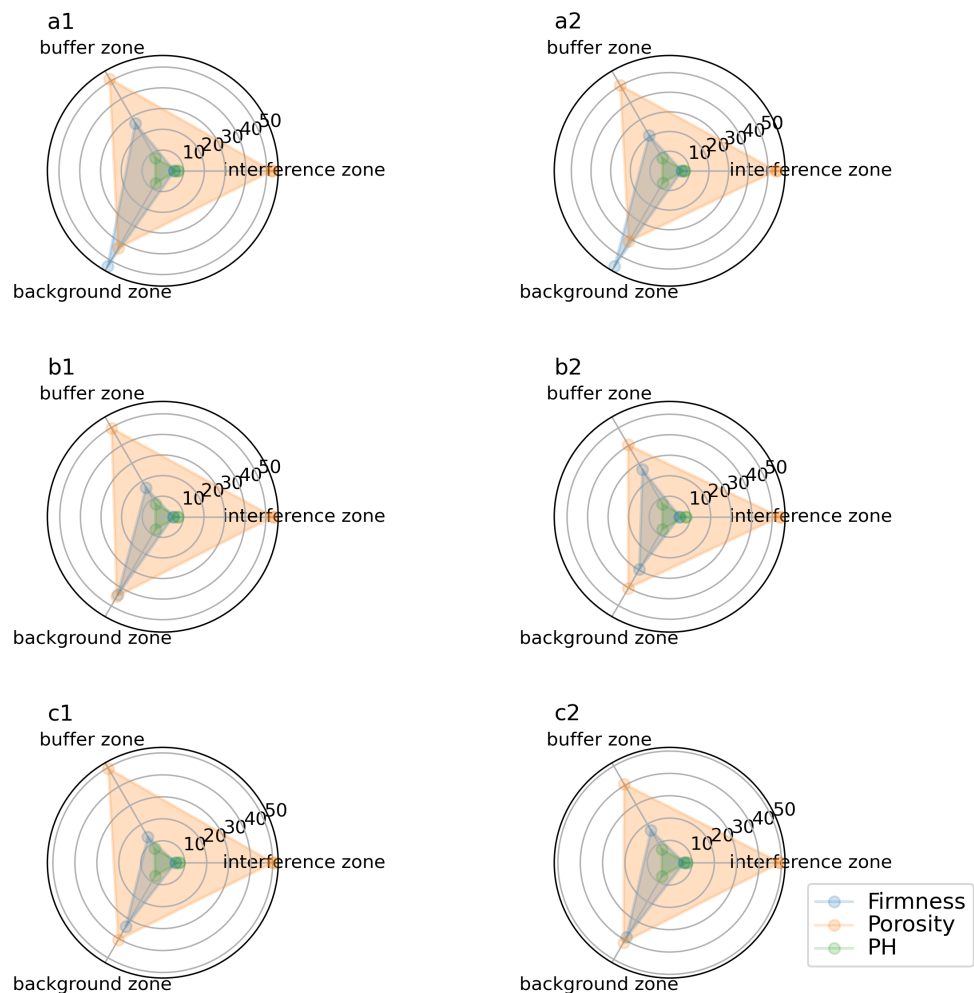 a1
buffer zone
10
20
30
40
50
interference zone
background zone
a2
buffer zone
10
20
30
40
50
interference zone
background zone
b1
buffer zone
10
20
30
40
50
interference zone
background zone
b2
buffer zone
10
20
30
40
50
interference zone
background zone
c1
buffer zone
10
20
30
40
50
interference zone
background zone
c2
buffer zone
10
20
30
40
50
interference zone
background zone
Firmness
Porosity
PH